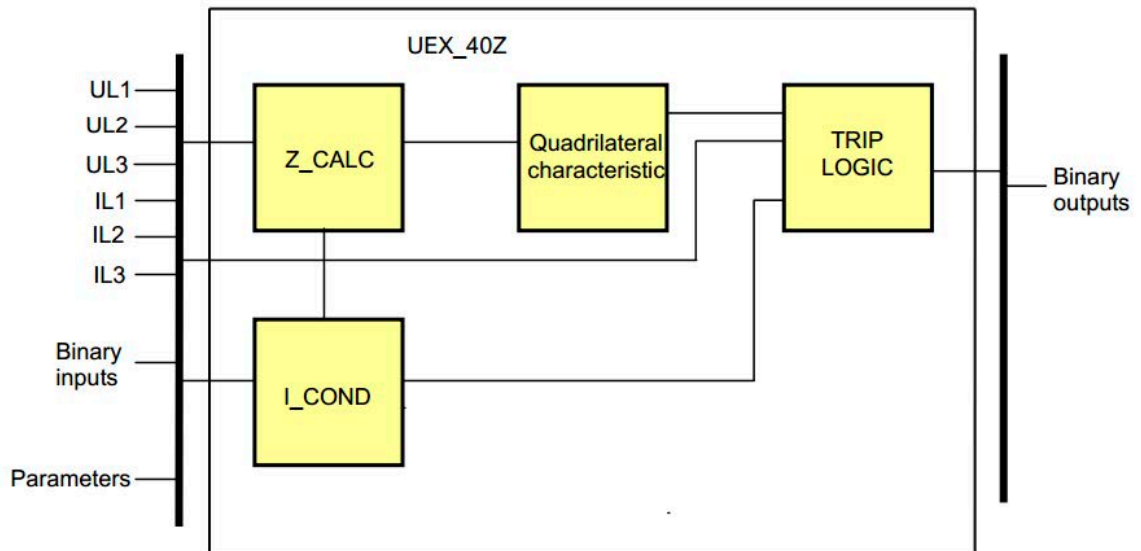 UEX_40Z
UL1
UL2
UL3
IL1
IL2
IL3
Binary
inputs
Parameters
Z_CALC
I_COND
Quadrilateral
characteristic
TRIP
LOGIC
Binary
outputs